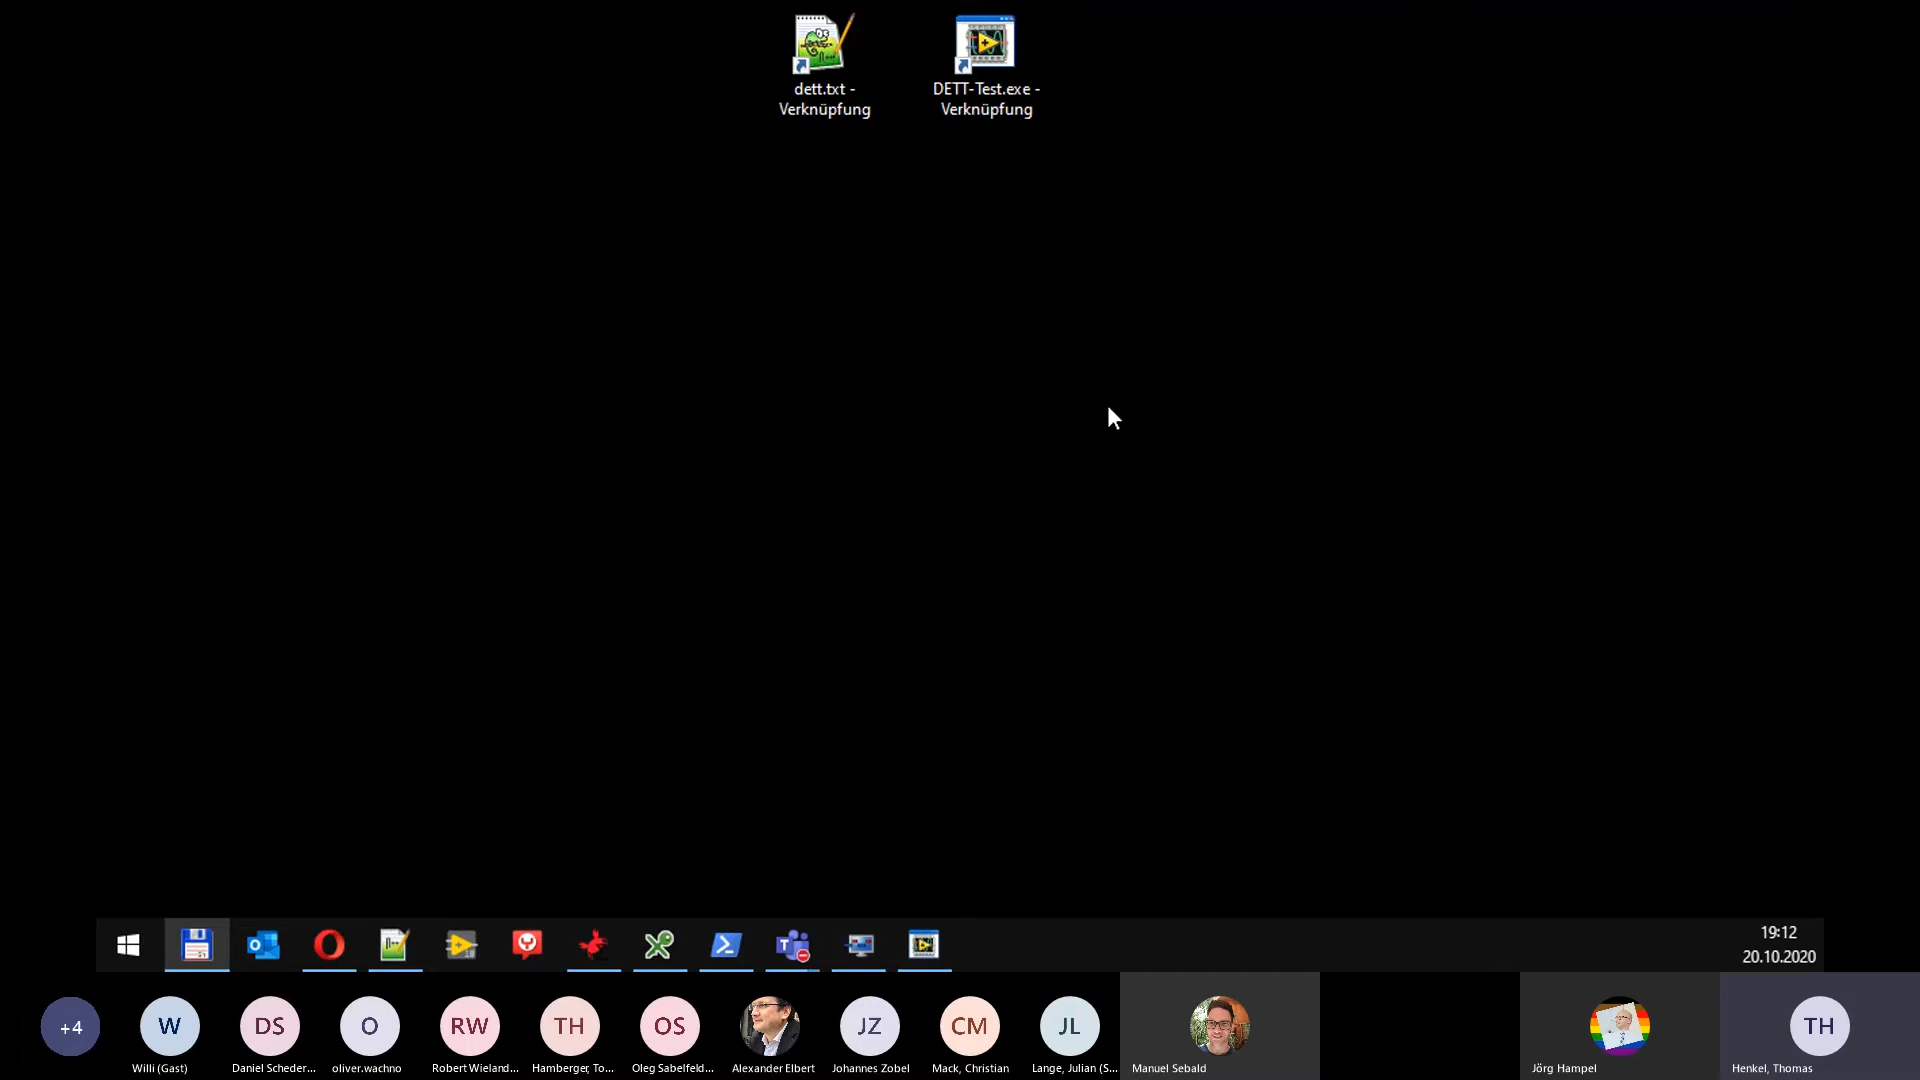 dett.txt -
Verknüpfung
DETT-Test.exe -
Verknüpfung
19:12
20.10.2020
+4
W
DS
O
RW
TH
OS
JZ
CM
JL
TH
Willi (Gast)
Daniel Scheder...
oliver.wachno
Robert Wieland...
Hamberger, To...
Oleg Sabelfeld...
Alexander Elbert
Johannes Zobel
Mack, Christian
Lange, Julian (S...
Manuel Sebald
Jörg Hampel
Henkel, Thomas